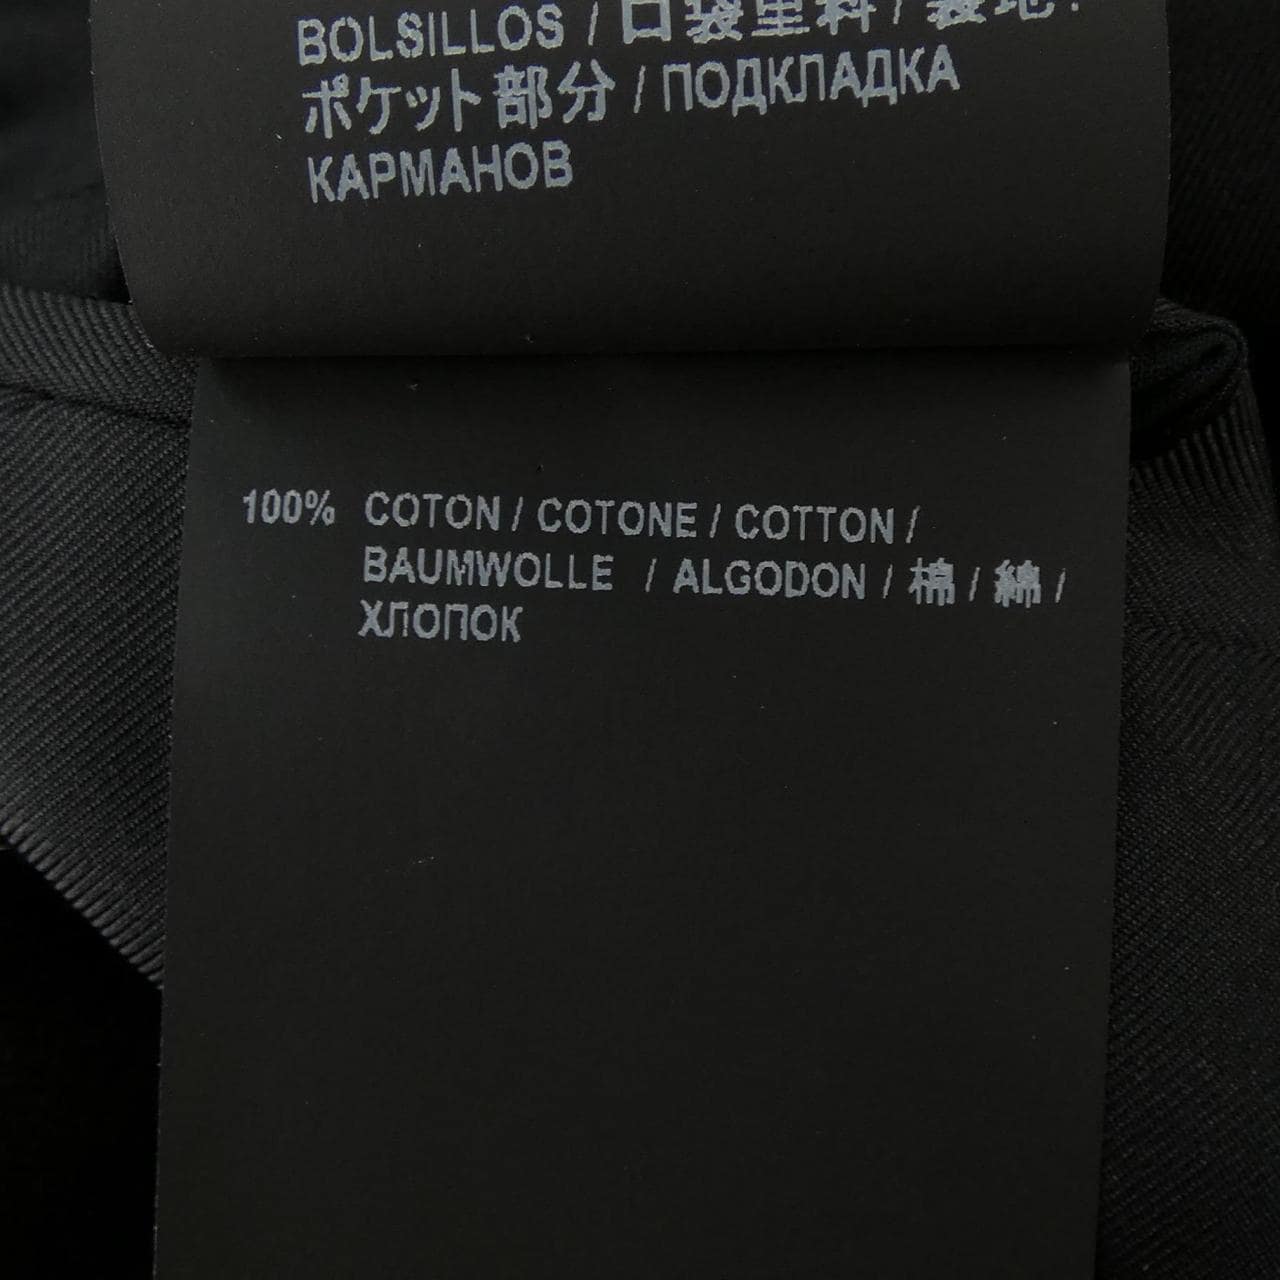 BOLSILLOS / 口袋里料 / 裏地:
ポケット部分 / ПОДКЛАДКА
КАРМАНОВ
100% COTON / COTONE / COTTON /
BAUMWOLLE / ALGODON / 棉 / 綿 /
ХЛОПОК